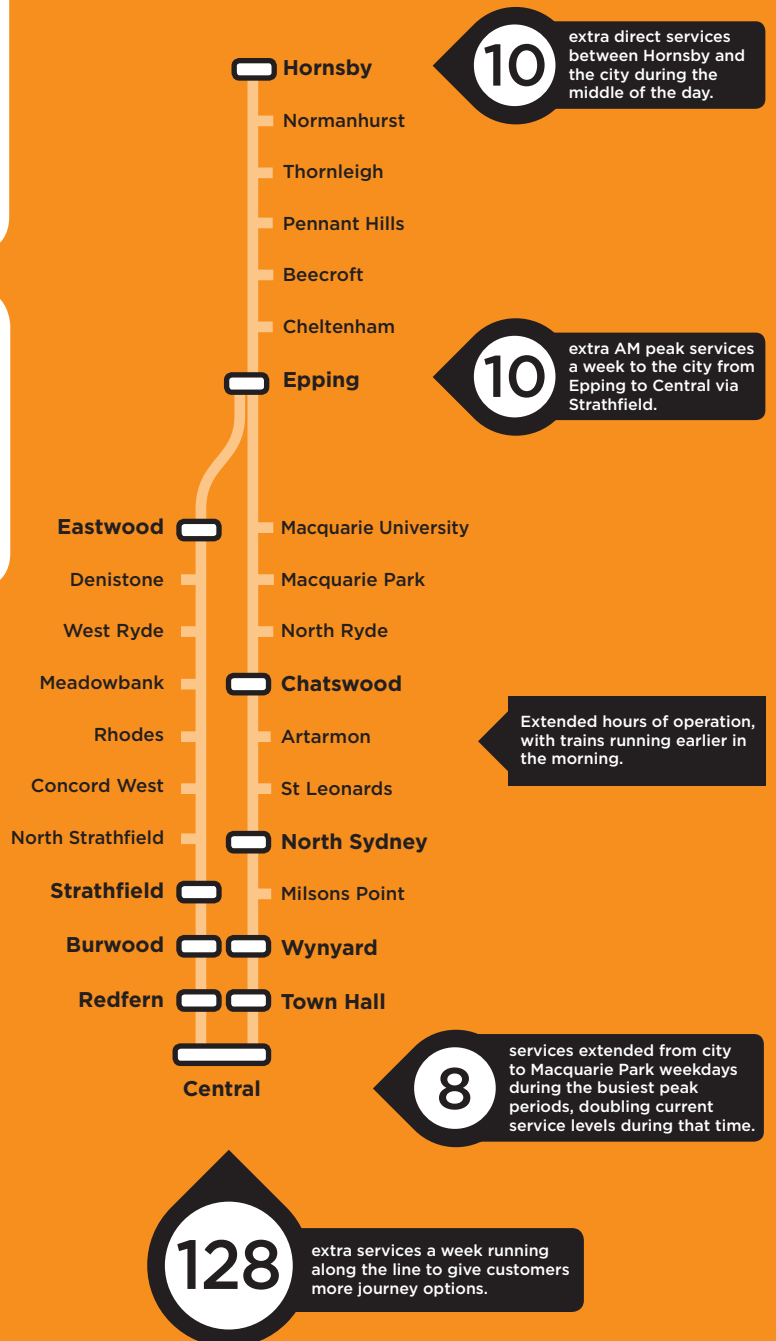 Hornsby
10
extra direct services
between Hornsby and
the city during the
middle of the day.
Normanhurst
Thornleigh
Pennant Hills
Beecroft
Cheltenham
Epping
10
extra AM peak services
a week to the city from
Epping to Central via
Strathfield.
Eastwood
Macquarie University
Denistone
Macquarie Park
West Ryde
North Ryde
Meadowbank
Chatswood
Rhodes
Artarmon
Extended hours of operation,
with trains running earlier in
the morning.
Concord West
St Leonards
North Strathfield
North Sydney
Strathfield
Milsons Point
Burwood
Wynyard
Redfern
Town Hall
Central
8
services extended from city
to Macquarie Park weekdays
during the busiest peak
periods, doubling current
service levels during that time.
128
extra services a week running
along the line to give customers
more journey options.